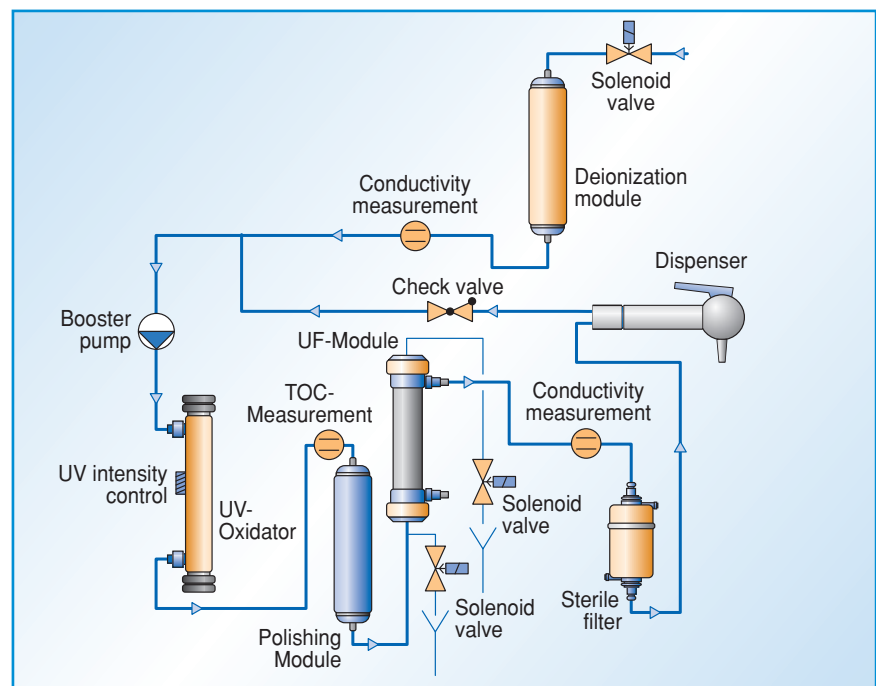 Solenoid
valve
Deionization
module
Conductivity
measurement
Dispenser
Check valve
Booster
pump
UF-Module
TOC-
Measurement
Conductivity
measurement
UV intensity
control
UV-
Oxidator
Solenoid
valve
Solenoid
valve
Sterile
filter
Polishing
Module